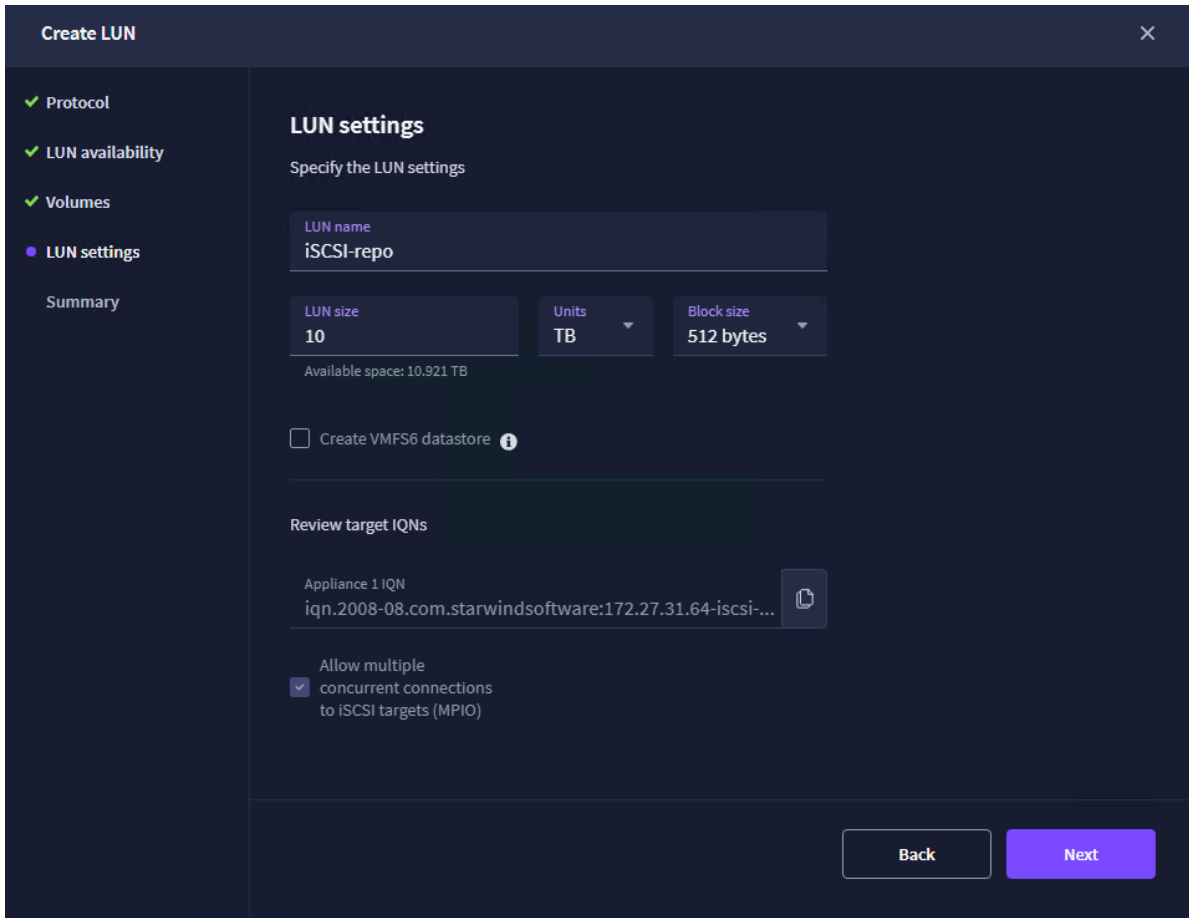 Create LUN
Protocol
LUN availability
Volumes
LUN settings
Summary
LUN settings
Specify the LUN settings
LUN name
iSCSI-repo
LUN size
10
Units
TB
Block size
512 bytes
Available space: 10.921 TB
Create VMFS6 datastore
Review target IQNs
Appliance 1 IQN
iqn.2008-08.com.starwindsoftware:172.27.31.64-iscsi-...
Allow multiple
concurrent connections
to iSCSI targets (MPIO)
Back
Next